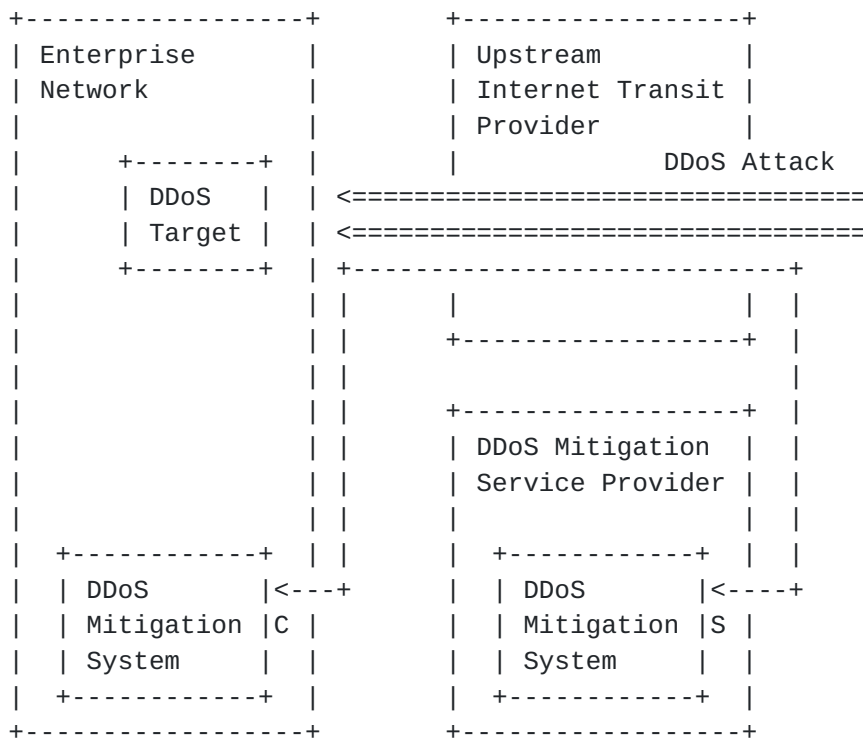 Enterprise
Network
Upstream
Internet Transit
Provider
DDoS Attack
DDoS
Target
DDoS Mitigation
Service Provider
DDoS
Mitigation
System
C
DDoS
Mitigation
System
S